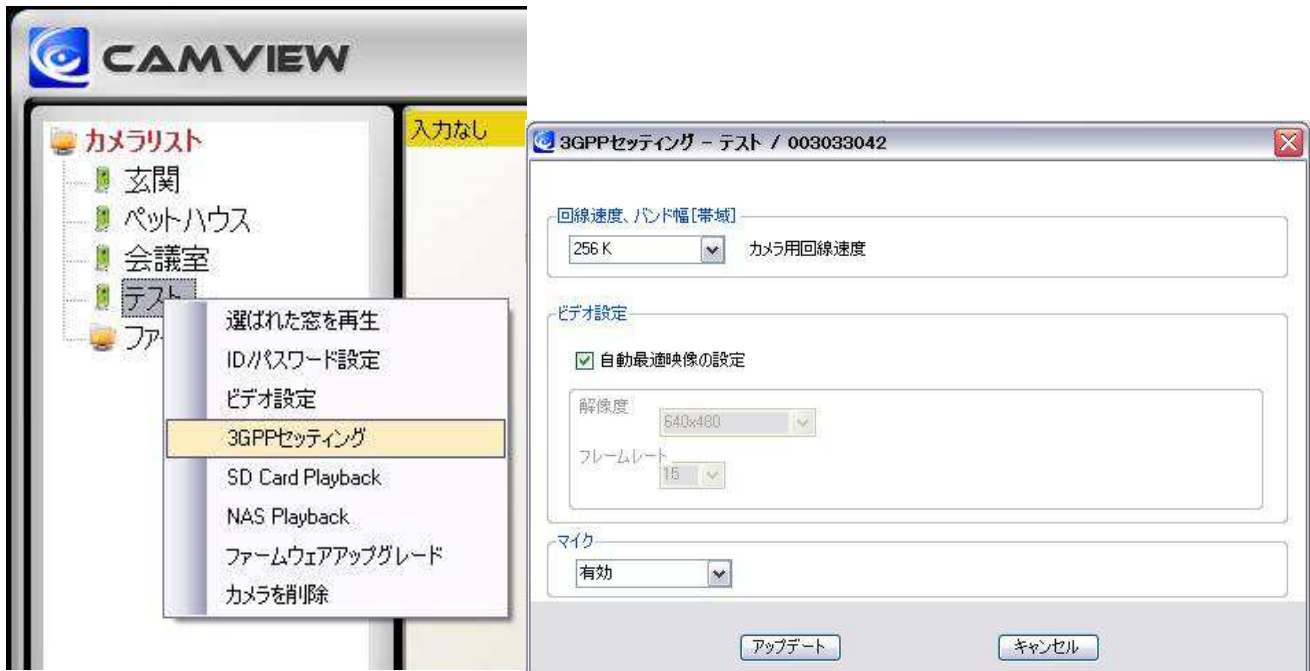 CAMVIEW
カメラリスト
玄関
ペットハウス
会議室
テスト
ファー
選ばれた窓を再生
ID/パスワード設定
ビデオ設定
3GPPセッティング
SD Card Playback
NAS Playback
ファームウェアアップグレード
カメラを削除
入力なし
3GPPセッティング - テスト / 003033042
回線速度、バンド幅[帯域]
256 K カメラ用回線速度
ビデオ設定
自動最適映像の設定
解像度
640x480
フレームレート
15
マイク
有効
アップデート キャンセル